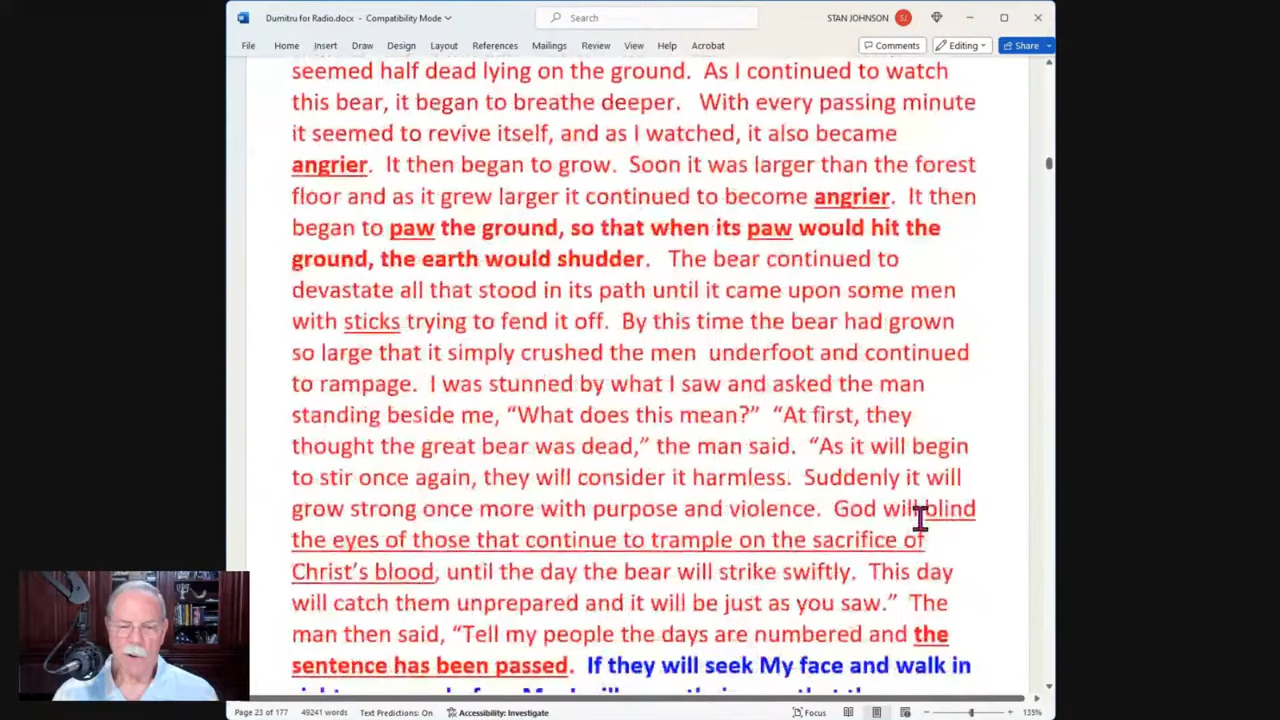 Dumitru for Radio.docx - Compatibility Mode
Search
STAN JOHNSON
SJ
File Home Insert Draw Design Layout References Mailings Review View Help Acrobat
Comments Editing Share
seemed half dead lying on the ground. As I continued to watch
this bear, it began to breathe deeper. With every passing minute
it seemed to revive itself, and as I watched, it also became
angrier. It then began to grow. Soon it was larger than the forest
floor and as it grew larger it continued to become angrier. It then
began to paw the ground, so that when its paw would hit the
ground, the earth would shudder. The bear continued to
devastate all that stood in its path until it came upon some men
with sticks trying to fend it off. By this time the bear had grown
so large that it simply crushed the men underfoot and continued
to rampage. I was stunned by what I saw and asked the man
standing beside me, “What does this mean?” “At first, they
thought the great bear was dead,” the man said. “As it will begin
to stir once again, they will consider it harmless. Suddenly it will
grow strong once more with purpose and violence. God will blind
the eyes of those that continue to trample on the sacrifice of
Christ’s blood, until the day the bear will strike swiftly. This day
will catch them unprepared and it will be just as you saw.” The
man then said, “Tell my people the days are numbered and the
sentence has been passed. If they will seek My face and walk in
Page 23 of 177 49241 words Text Predictions: On Accessibility: Investigate Focus 135%